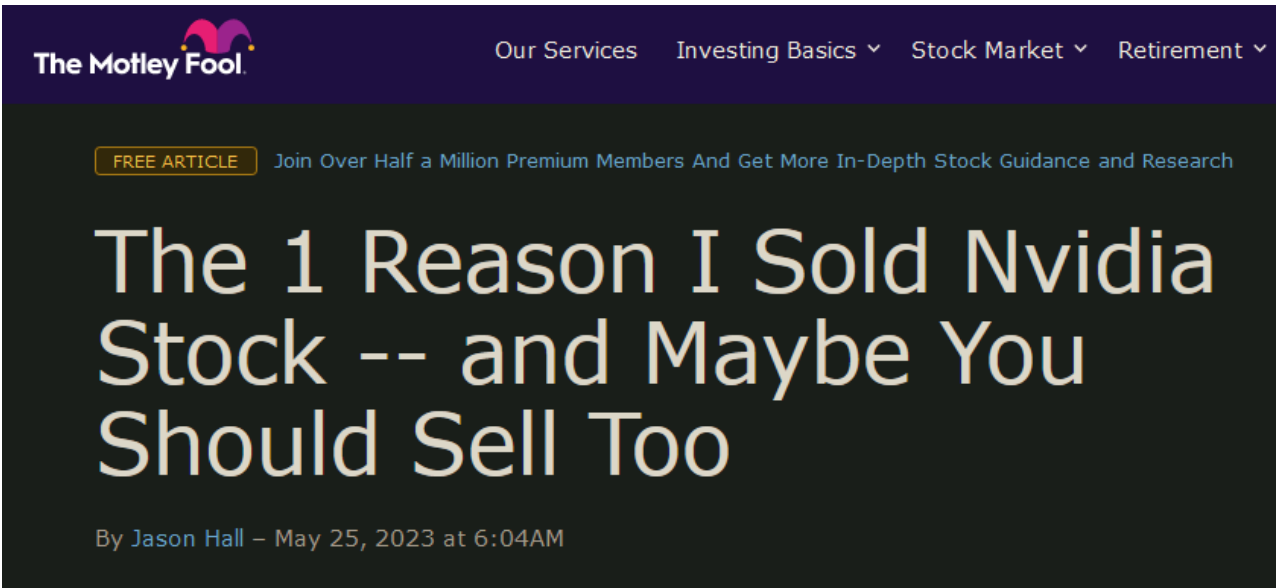 The Motley Fool.
Our Services Investing Basics Stock Market Retirement
FREE ARTICLE Join Over Half a Million Premium Members And Get More In-Depth Stock Guidance and Research
The 1 Reason I Sold Nvidia
Stock -- and Maybe You
Should Sell Too
By Jason Hall – May 25, 2023 at 6:04AM